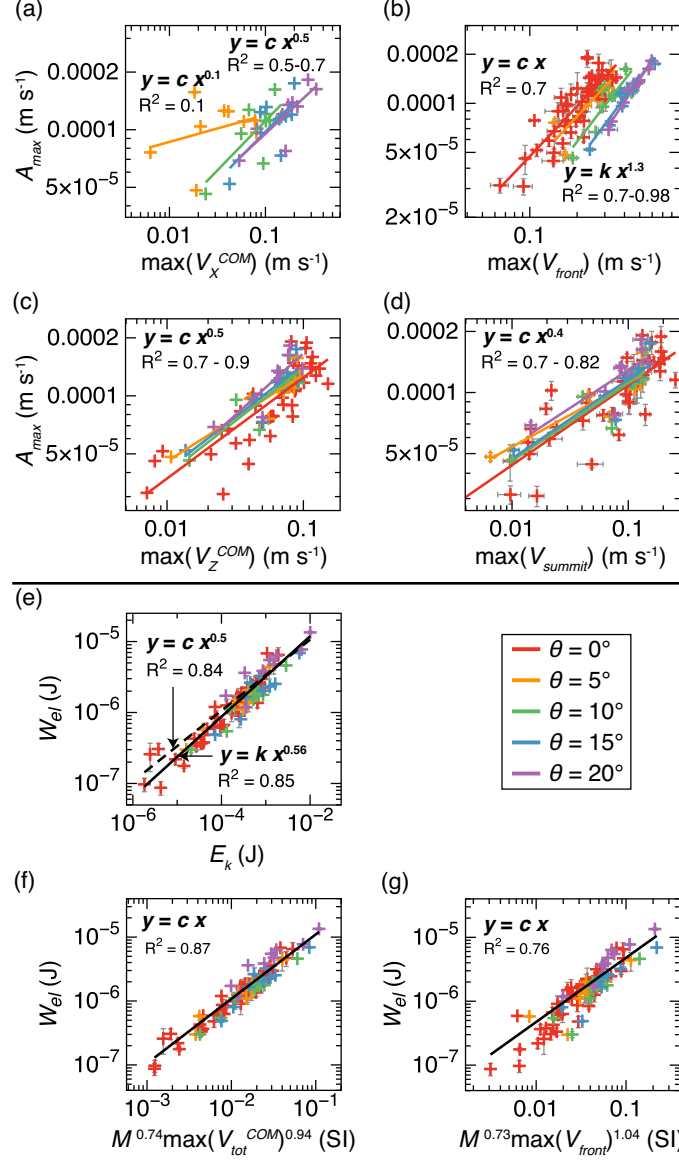 (a)
y = c x^0.5
R² = 0.5-0.7
y = c x^0.1
R² = 0.1
0.0002
0.0001
5×10⁻⁵
A_max (m s⁻¹)
0.01
0.1
max(V_X^COM) (m s⁻¹)
(b)
y = c x
R² = 0.7
y = k x^1.3
R² = 0.7-0.98
0.0002
0.0001
5×10⁻⁵
2×10⁻⁵
0.1
max(V_front) (m s⁻¹)
(c)
y = c x^0.5
R² = 0.7 - 0.9
0.0002
0.0001
5×10⁻⁵
A_max (m s⁻¹)
0.01
0.1
max(V_Z^COM) (m s⁻¹)
(d)
y = c x^0.4
R² = 0.7 - 0.82
0.0002
0.0001
5×10⁻⁵
0.01
0.1
max(V_summit) (m s⁻¹)
(e)
y = c x^0.5
R² = 0.84
y = k x^0.56
R² = 0.85
10⁻⁵
10⁻⁶
10⁻⁷
W_el (J)
10⁻⁶
10⁻⁴
10⁻²
E_k (J)
θ = 0°
θ = 5°
θ = 10°
θ = 15°
θ = 20°
(f)
y = c x
R² = 0.87
10⁻⁵
10⁻⁶
10⁻⁷
W_el (J)
10⁻³
10⁻²
10⁻¹
M^0.74 max(V_tot^COM)^0.94 (SI)
(g)
y = c x
R² = 0.76
10⁻⁵
10⁻⁶
10⁻⁷
W_el (J)
0.01
0.1
M^0.73 max(V_front)^1.04 (SI)